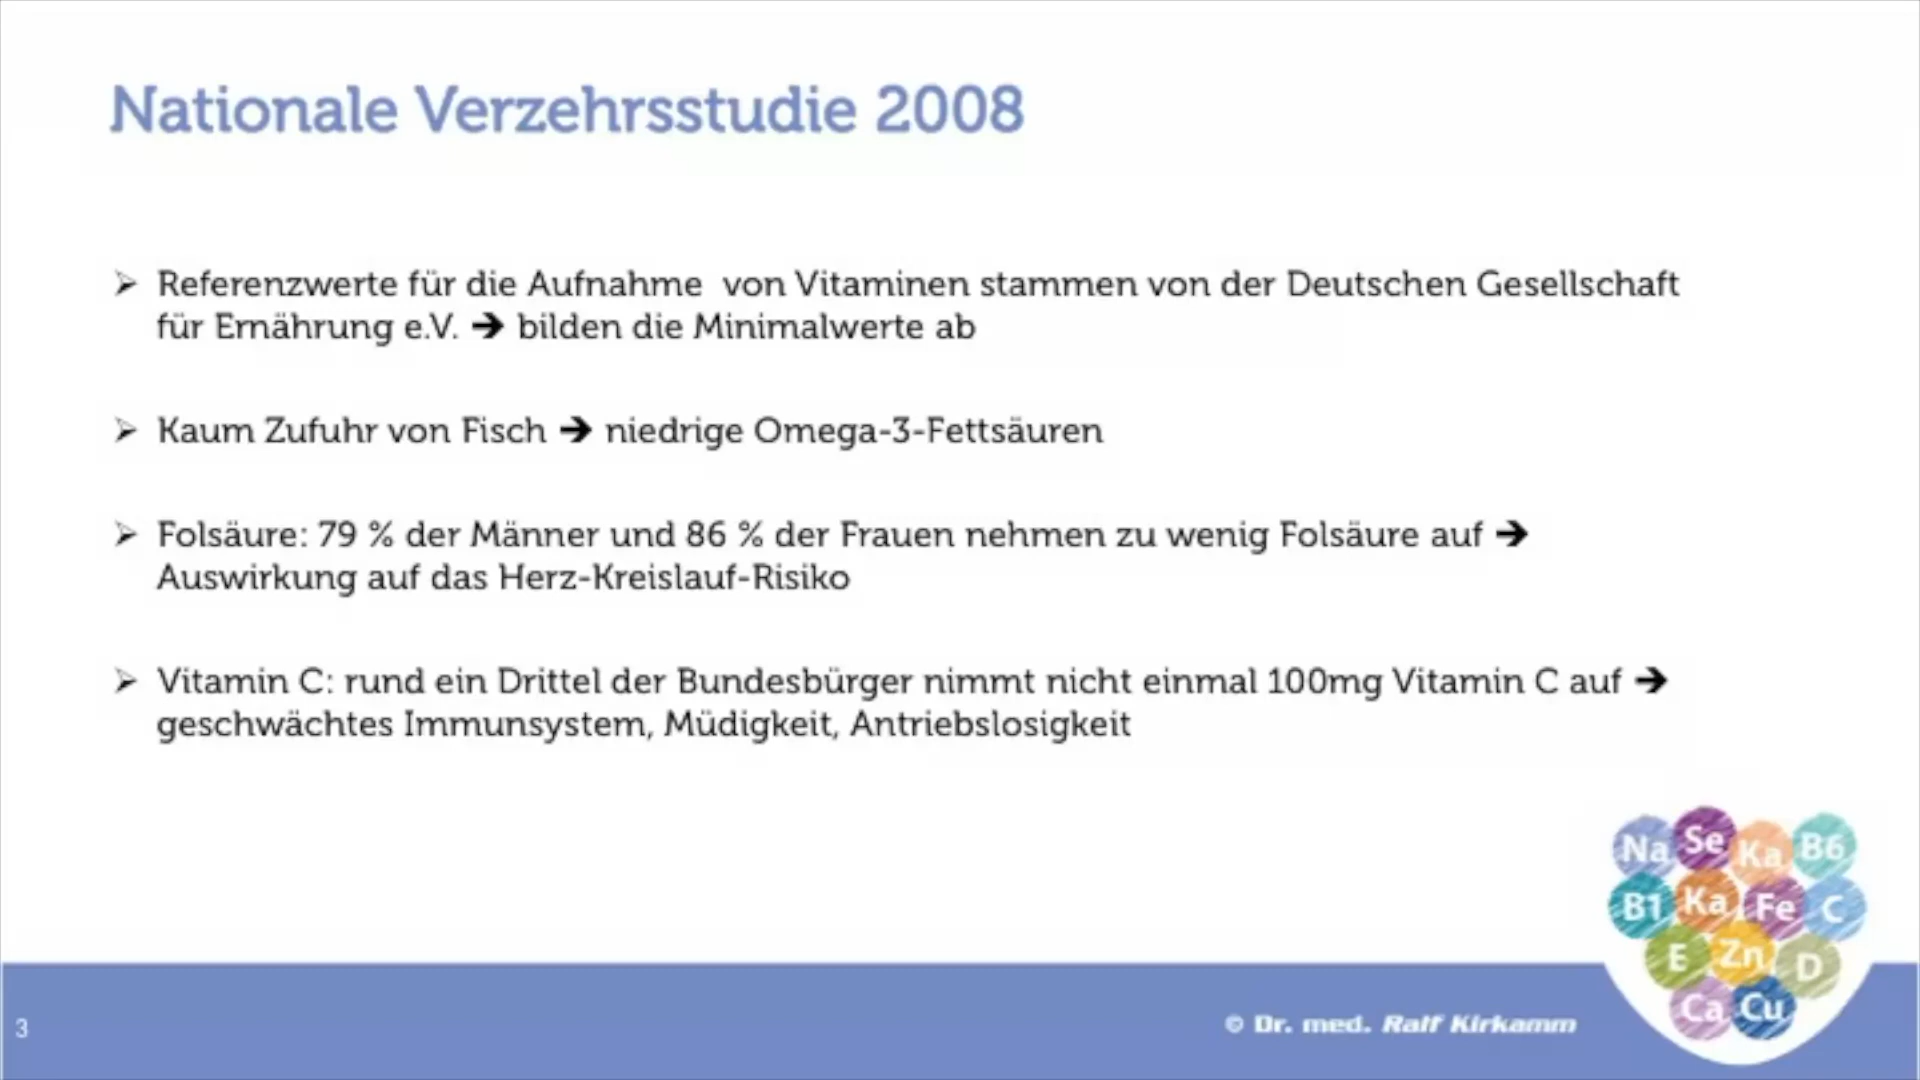 Nationale Verzehrsstudie 2008
➢ Referenzwerte für die Aufnahme von Vitaminen stammen von der Deutschen Gesellschaft
für Ernährung e.V. ➔ bilden die Minimalwerte ab
➢ Kaum Zufuhr von Fisch ➔ niedrige Omega-3-Fettsäuren
➢ Folsäure: 79 % der Männer und 86 % der Frauen nehmen zu wenig Folsäure auf ➔
Auswirkung auf das Herz-Kreislauf-Risiko
➢ Vitamin C: rund ein Drittel der Bundesbürger nimmt nicht einmal 100mg Vitamin C auf ➔
geschwächtes Immunsystem, Müdigkeit, Antriebslosigkeit
Na Se Ka B6
B1 Ka Fe C
E Zn D
Ca Cu
3
© Dr. med. Ralf Kirkamm